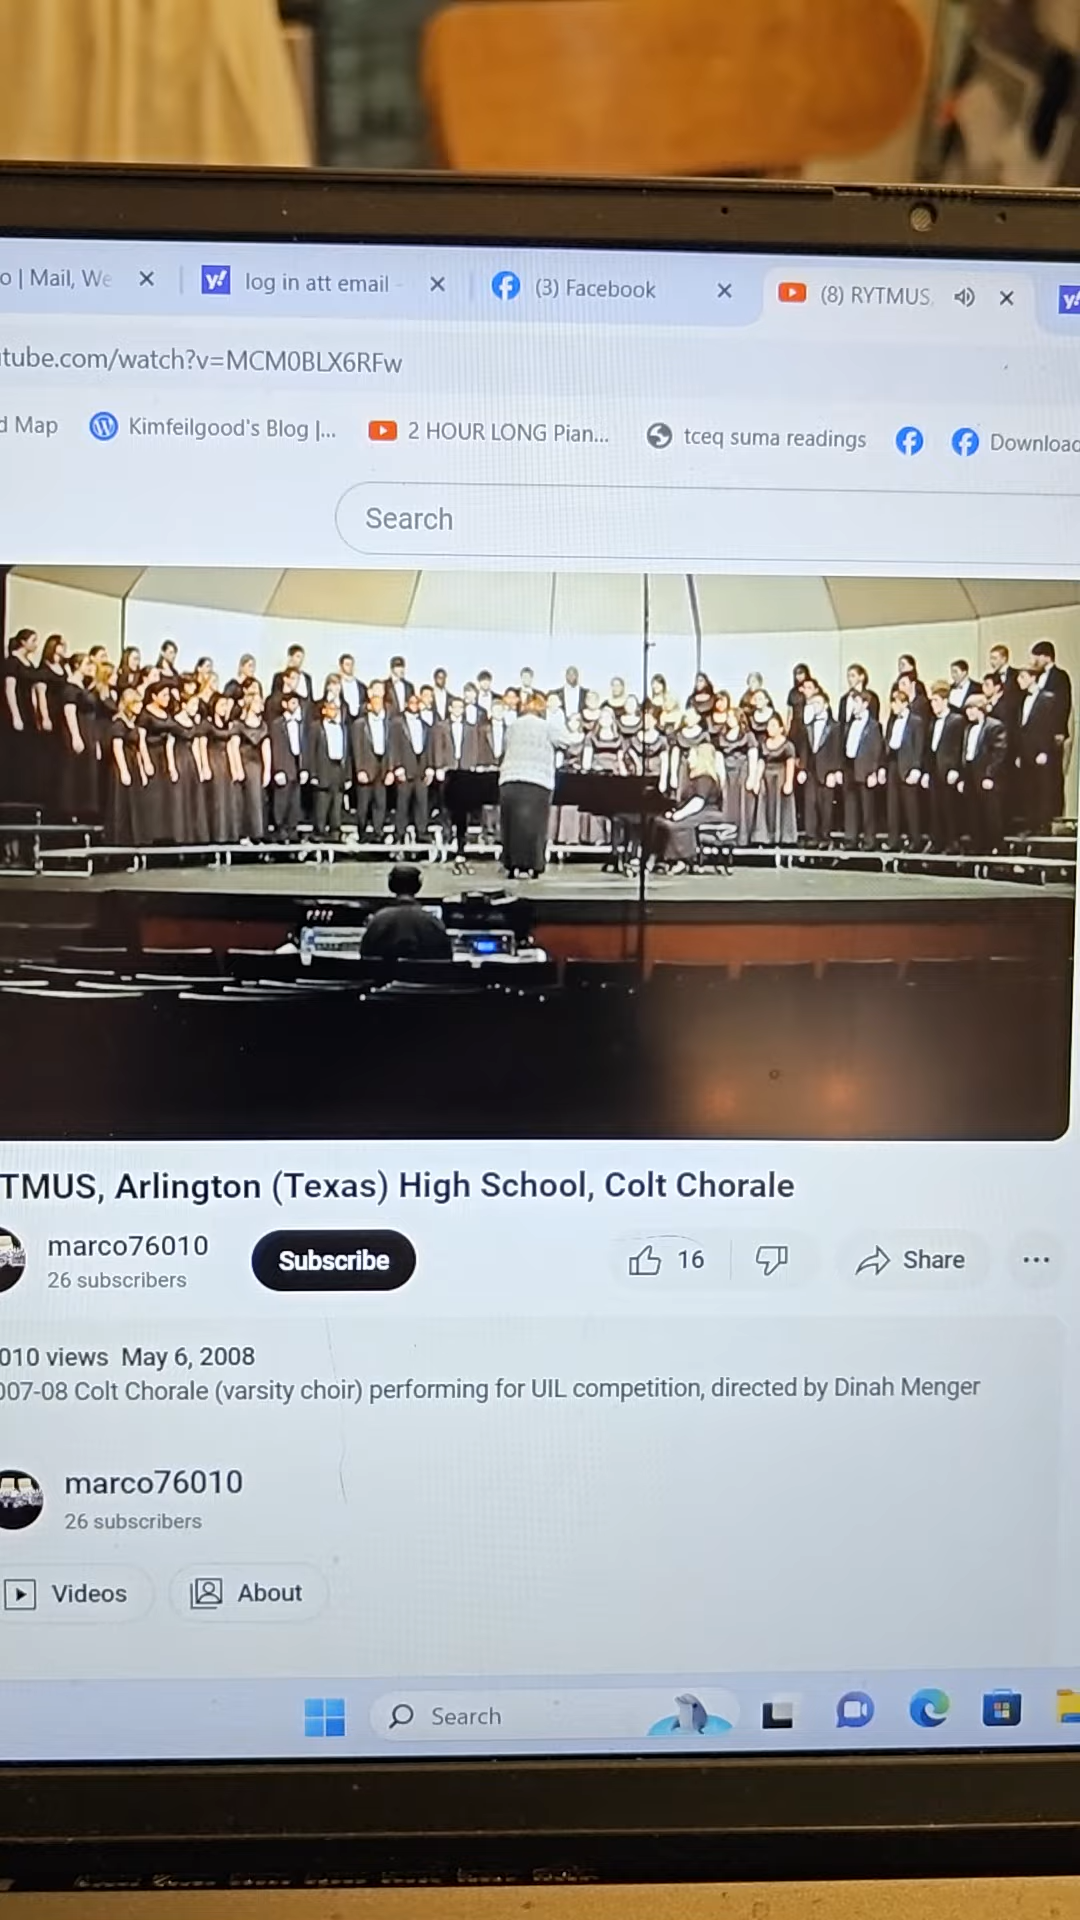 o | Mail, We
y! log in att email
(3) Facebook
(8) RYTMUS
y!
tube.com/watch?v=MCM0BLX6RFw
d Map
Kimfeilgood's Blog |...
2 HOUR LONG Pian...
tceq suma readings
Download
Search
TMUS, Arlington (Texas) High School, Colt Chorale
marco76010
26 subscribers
Subscribe
16
Share
010 views May 6, 2008
007-08 Colt Chorale (varsity choir) performing for UIL competition, directed by Dinah Menger
marco76010
26 subscribers
Videos
About
Search